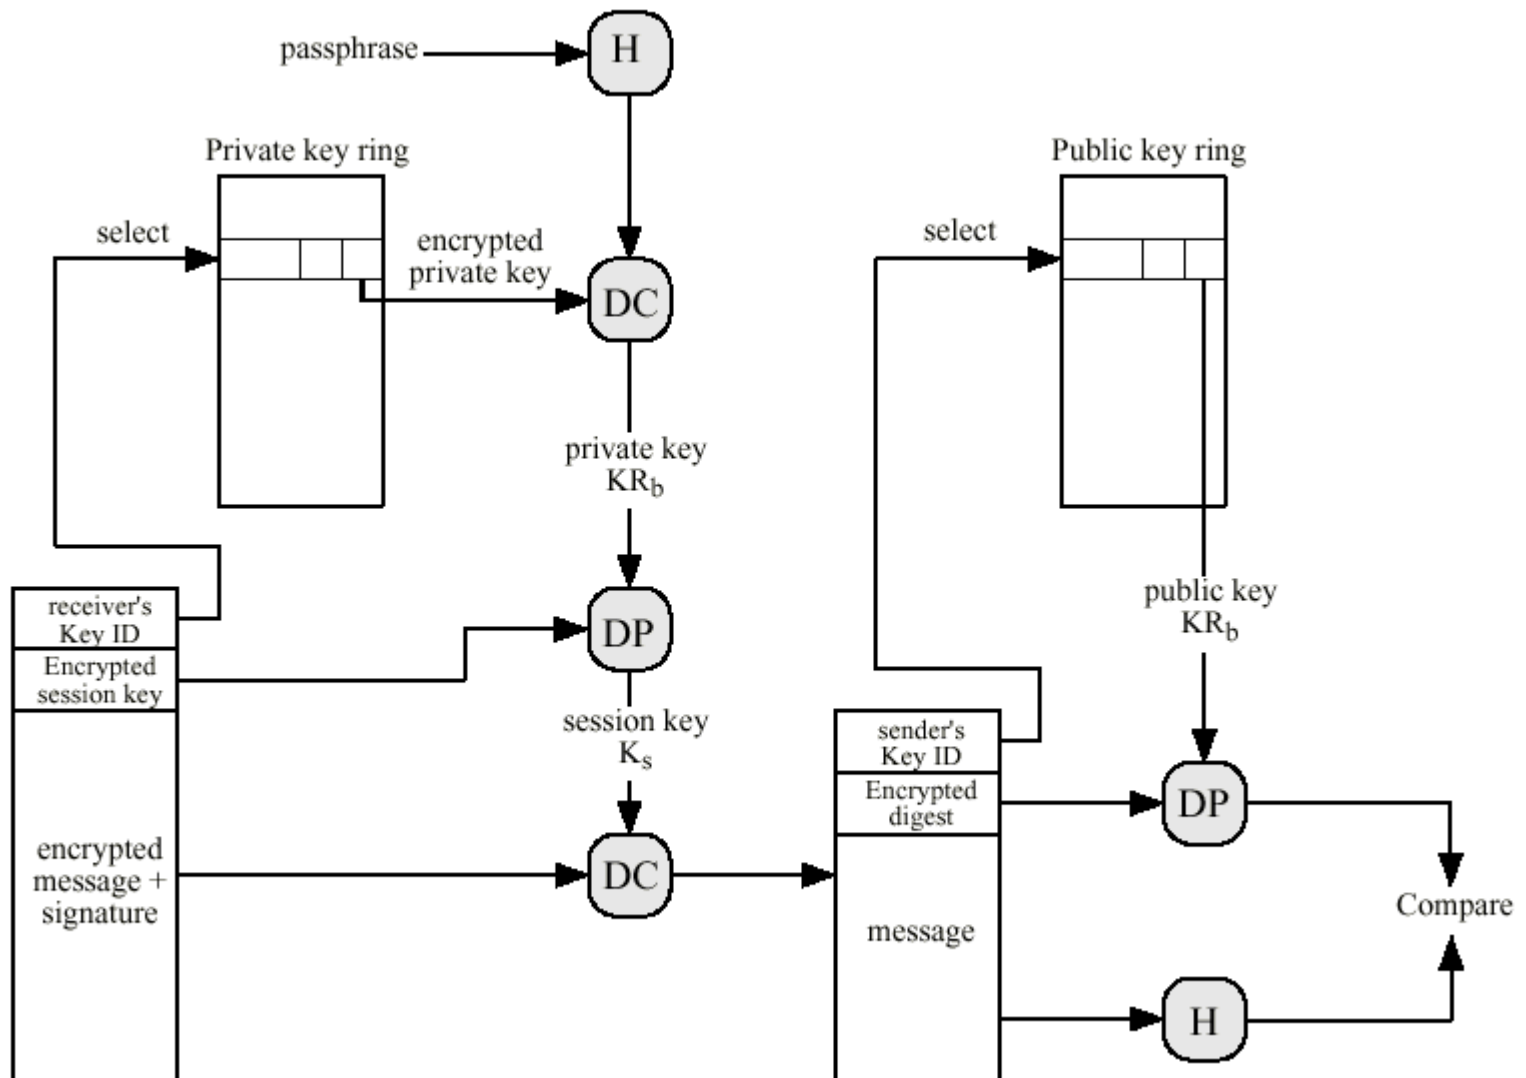 passphrase
H
Private key ring
Public key ring
select
encrypted
private key
select
DC
private key
KRb
public key
KRb
receiver's
Key ID
DP
Encrypted
session key
session key
Ks
sender's
Key ID
Encrypted
digest
DP
encrypted
message +
signature
DC
message
Compare
H